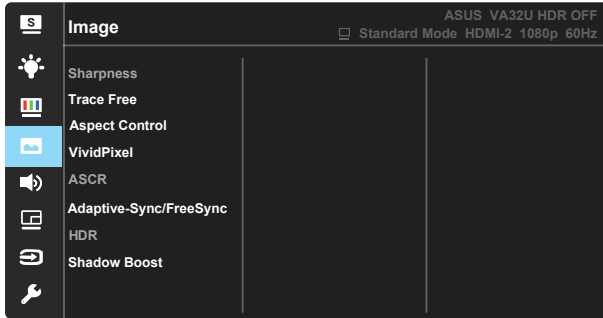 S
Image
ASUS VA32U HDR OFF
Standard Mode HDMI-2 1080p 60Hz
Sharpness
Trace Free
Aspect Control
VividPixel
ASCR
Adaptive-Sync/FreeSync
HDR
Shadow Boost